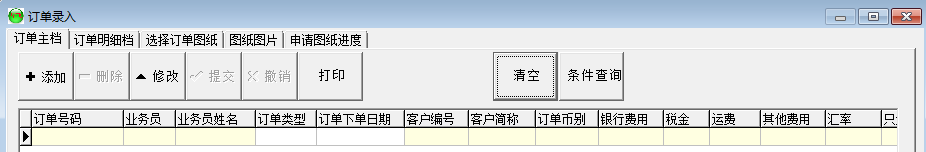 订单录入
订单主档 订单明细档 选择订单图纸 图纸图片 申请图纸进度
添加 删除 修改 提交 撤销 打印 清空 条件查询
订单号码 业务员 业务员姓名 订单类型 订单下单日期 客户编号 客户简称 订单币别 银行费用 税金 运费 其他费用 汇率